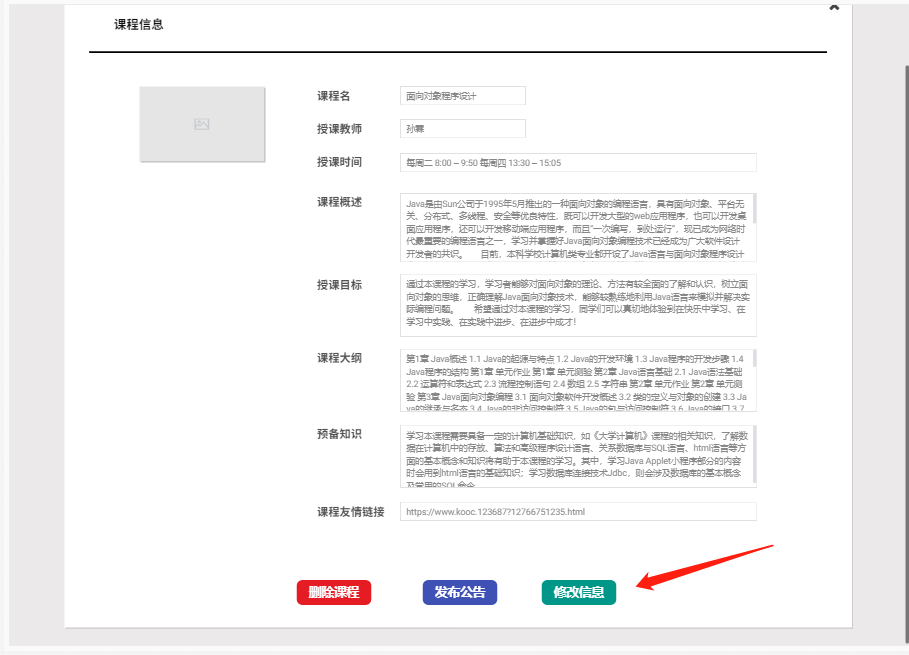 课程信息
课程名
面向对象程序设计
授课教师
孙霖
授课时间
每周二 8:00 – 9:50 每周四 13:30 – 15:05
课程概述
Java是由Sun公司于1995年5月推出的一种面向对象的编程语言，具有面向对象、平台无
关、分布式、多线程、安全等优良特性，既可以开发大型的web应用程序，也可以开发桌
面应用程序，还可以开发移动端应用程序，而且“一次编写，到处运行”，现已成为网络时
代最重要的编程语言之一，学习并掌握好Java面向对象编程技术已经成为广大软件设计
开发者的共识。 目前，本科学校计算机类专业都开设了Java语言与面向对象程序设计
授课目标
通过本课程的学习，学习者能够对面向对象的理论、方法有较全面的了解和认识，树立面
向对象的思维，正确理解Java面向对象技术，能够较熟练地利用Java语言来模拟并解决实
际编程问题。 希望通过对本课程的学习，同学们可以真切地体验到在快乐中学习、在
学习中实践、在实践中进步、在进步中成才！
课程大纲
第1章 Java概述 1.1 Java的起源与特点 1.2 Java的开发环境 1.3 Java程序的开发步骤 1.4
Java程序的结构 第1章 单元作业 第1章 单元测验 第2章 Java语言基础 2.1 Java语法基础
2.2 运算符和表达式 2.3 流程控制语句 2.4 数组 2.5 字符串 第2章 单元作业 第2章 单元测
验 第3章 Java面向对象编程 3.1 面向对象软件开发概述 3.2 类的定义与对象的创建 3.3 Ja
va的继承与多态 3.4 Java的非访问控制符 3.5 Java的包与访问控制符 3.6 Java的接口 3.7
预备知识
学习本课程需要具备一定的计算机基础知识，如《大学计算机》课程的相关知识，了解数
据在计算机中的存放、算法和高级程序设计语言、关系数据库与SQL语言、html语言等方
面的基本概念和知识将有助于本课程的学习。其中，学习Java Applet小程序部分的内容
时会用到html语言的基础知识；学习数据库连接技术Jdbc，则会涉及数据库的基本概念
及常用的SQL命令
课程友情链接
https://www.kooc.123687?12766751235.html
删除课程
发布公告
修改信息